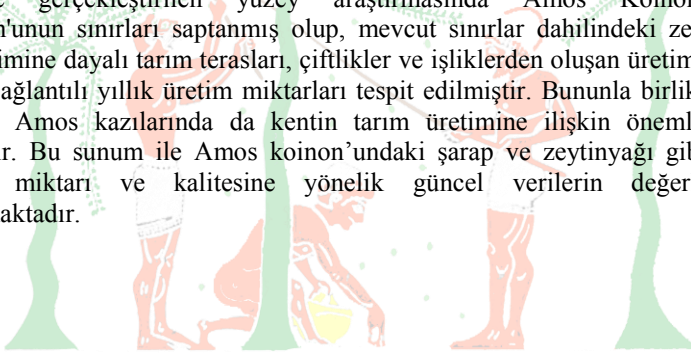 gerçekleştirilen yüzey araştırmasında Amos Koinon
'unun sınırları saptanmış olup, mevcut sınırlar dahilindeki ze
imine dayalı tarım terasları, çiftlikler ve işliklerden oluşan üretim
ağlantılı yıllık üretim miktarları tespit edilmiştir. Bununla birlik
Amos kazılarında da kentin tarım üretimine ilişkin öneml
r. Bu sunum ile Amos koinon’undaki şarap ve zeytinyağı gib
miktarı ve kalitesine yönelik güncel verilerin değer
aktadır.